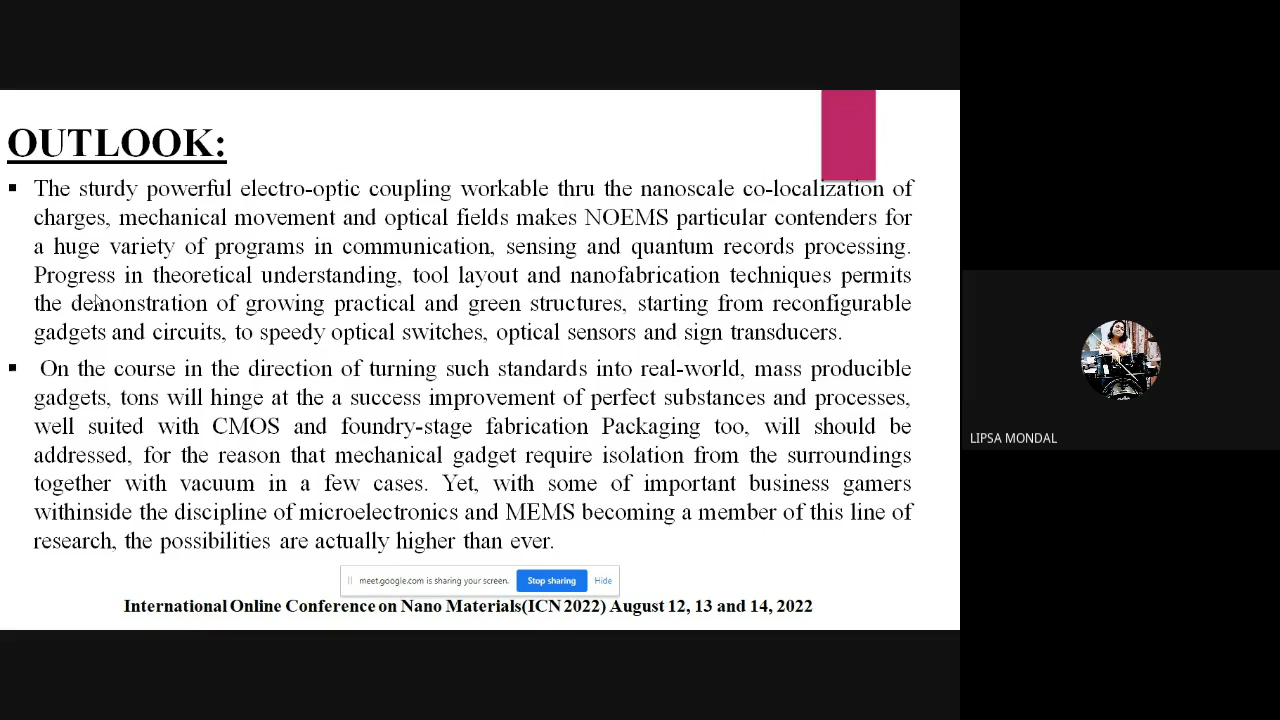 OUTLOOK:
▪ The sturdy powerful electro-optic coupling workable thru the nanoscale co-localization of
charges, mechanical movement and optical fields makes NOEMS particular contenders for
a huge variety of programs in communication, sensing and quantum records processing.
Progress in theoretical understanding, tool layout and nanofabrication techniques permits
the demonstration of growing practical and green structures, starting from reconfigurable
gadgets and circuits, to speedy optical switches, optical sensors and sign transducers.
▪ On the course in the direction of turning such standards into real-world, mass producible
gadgets, tons will hinge at the a success improvement of perfect substances and processes,
well suited with CMOS and foundry-stage fabrication Packaging too, will should be
addressed, for the reason that mechanical gadget require isolation from the surroundings
together with vacuum in a few cases. Yet, with some of important business gamers
withinside the discipline of microelectronics and MEMS becoming a member of this line of
research, the possibilities are actually higher than ever.
meet.google.com is sharing your screen. Stop sharing Hide
International Online Conference on Nano Materials(ICN 2022) August 12, 13 and 14, 2022
LIPSA MONDAL